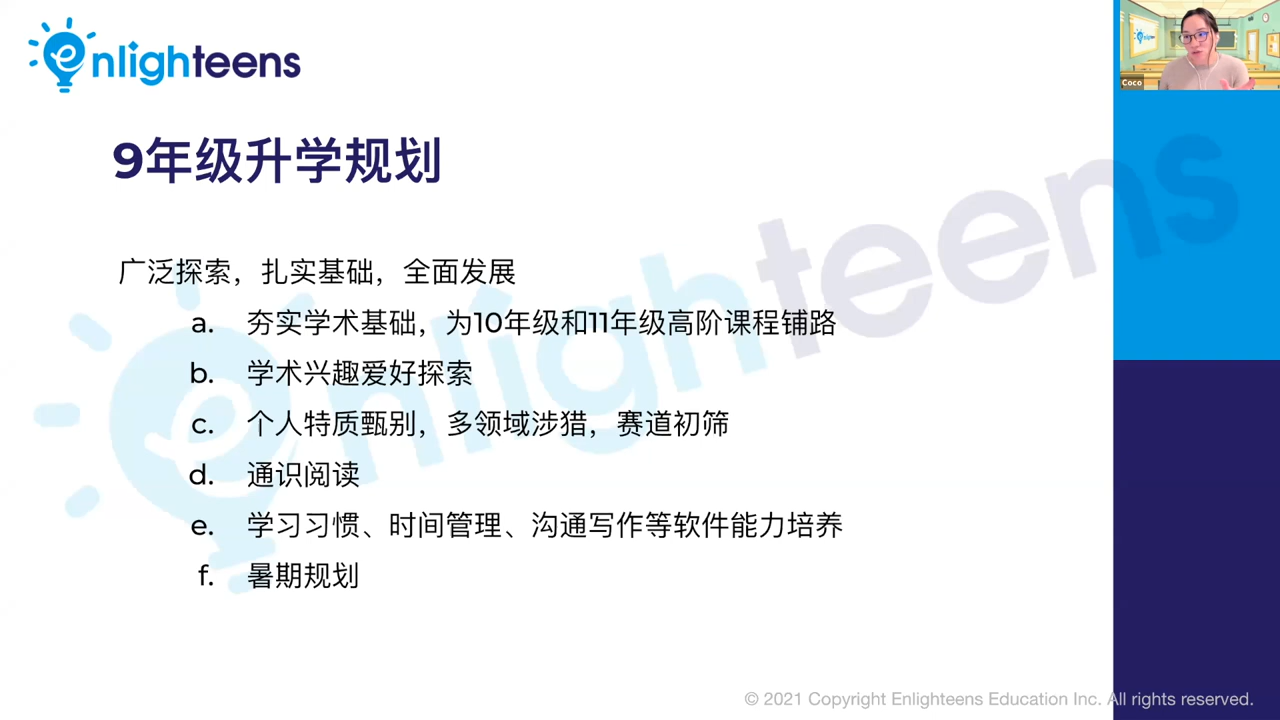 enlighteens
Coco
9年级升学规划
广泛探索，扎实基础，全面发展
a. 夯实学术基础，为10年级和11年级高阶课程铺路
b. 学术兴趣爱好探索
c. 个人特质甄别，多领域涉猎，赛道初筛
d. 通识阅读
e. 学习习惯、时间管理、沟通写作等软件能力培养
f. 暑期规划
enlighteens
© 2021 Copyright Enlighteens Education Inc. All rights reserved.